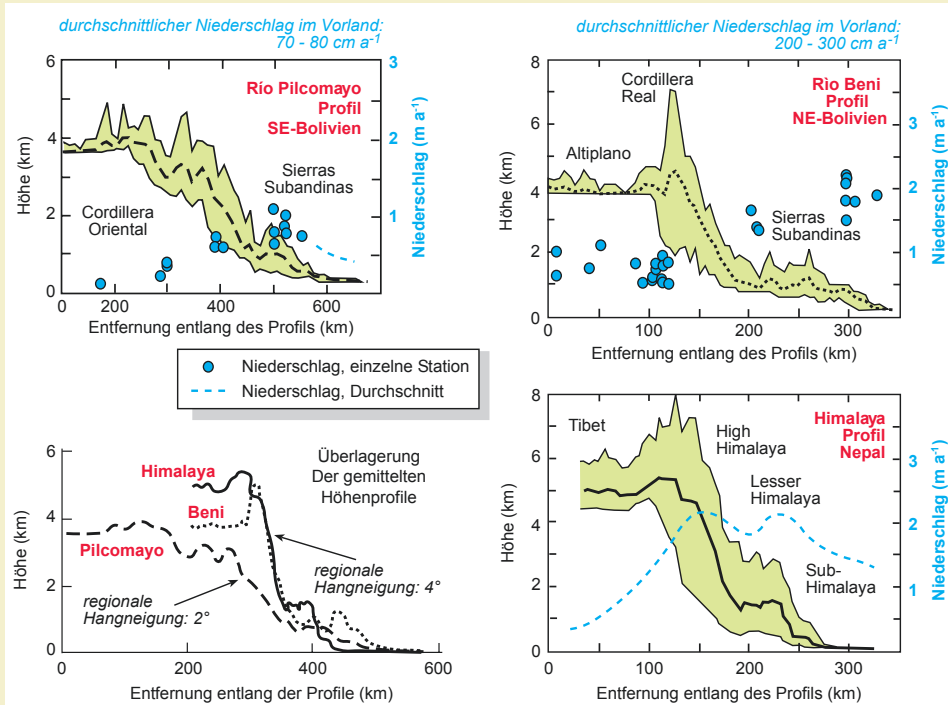 durchschnittlicher Niederschlag im Vorland:
70 - 80 cm a-1
6
4
2
0
Höhe (km)
3
2
1
Niederschlag (m a-1)
Río Pilcomayo
Profil
SE-Bolivien
Sierras
Subandinas
Cordillera
Oriental
0
200
400
600
Entfernung entlang des Profils (km)
durchschnittlicher Niederschlag im Vorland:
200 - 300 cm a-1
8
6
4
2
0
Höhe (km)
3
2
1
Niederschlag (m a-1)
Cordillera
Real
Rìo Beni
Profil
NE-Bolivien
Altiplano
Sierras
Subandinas
0
100
200
300
Entfernung entlang des Profils (km)
Niederschlag, einzelne Station
Niederschlag, Durchschnitt
6
4
2
0
Höhe (km)
Himalaya
Beni
Pilcomayo
Überlagerung
Der gemittelten
Höhenprofile
regionale
Hangneigung: 4°
regionale
Hangneigung: 2°
0
200
400
600
Entfernung entlang der Profile (km)
8
6
4
2
0
Höhe (km)
3
2
1
Niederschlag (m a-1)
Tibet
High
Himalaya
Himalaya
Profil
Nepal
Lesser
Himalaya
Sub-
Himalaya
0
100
200
300
Entfernung entlang des Profils (km)